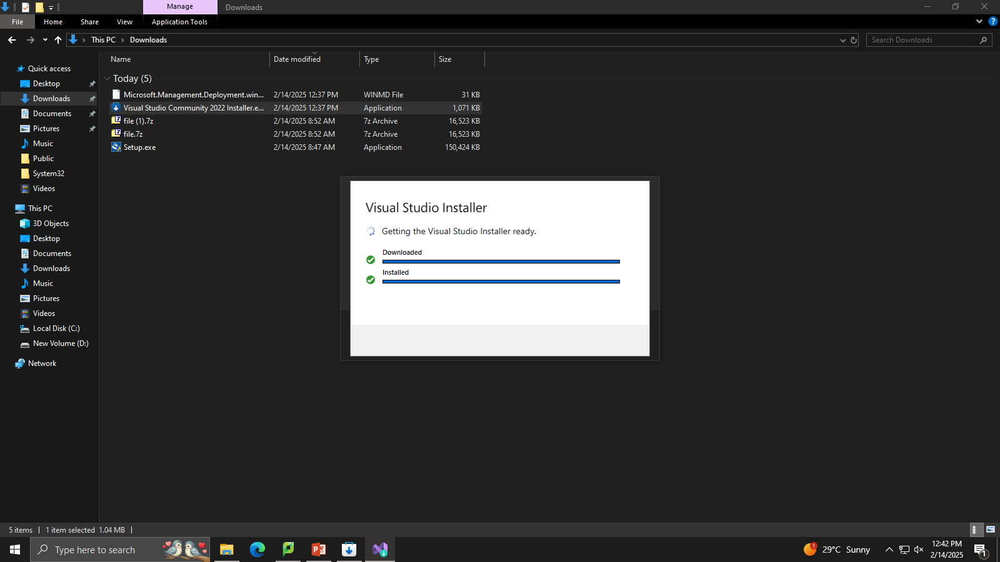 Manage
Downloads
File
Home
Share
View
Application Tools
This PC
Downloads
Search Downloads
Name
Date modified
Type
Size
Today (5)
Microsoft.Management.Deployment.win... 2/14/2025 12:37 PM WINMD File 31 KB
Visual Studio Community 2022 Installer.e... 2/14/2025 12:37 PM Application 1,071 KB
file (1).7z 2/14/2025 8:52 AM 7z Archive 16,523 KB
file.7z 2/14/2025 8:52 AM 7z Archive 16,523 KB
Setup.exe 2/14/2025 8:47 AM Application 150,424 KB
Quick access
Desktop
Downloads
Documents
Pictures
Music
Public
System32
Videos
This PC
3D Objects
Desktop
Documents
Downloads
Music
Pictures
Videos
Local Disk (C:)
New Volume (D:)
Network
Visual Studio Installer
Getting the Visual Studio Installer ready.
Downloaded
Installed
5 items
1 item selected 1.04 MB
Type here to search
1
29°C Sunny
12:42 PM
2/14/2025
1